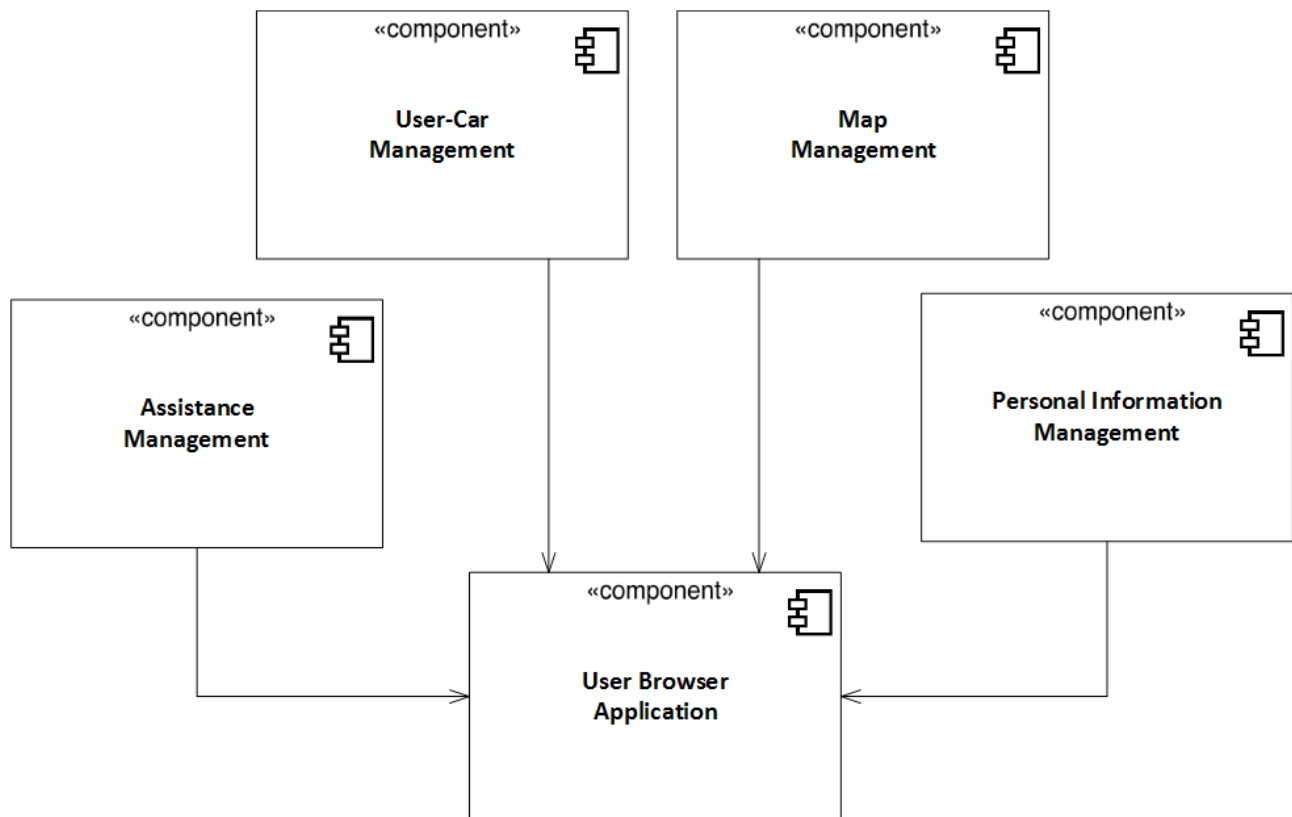 «component»
User-Car
Management
«component»
Map
Management
«component»
Assistance
Management
«component»
Personal Information
Management
«component»
User Browser
Application